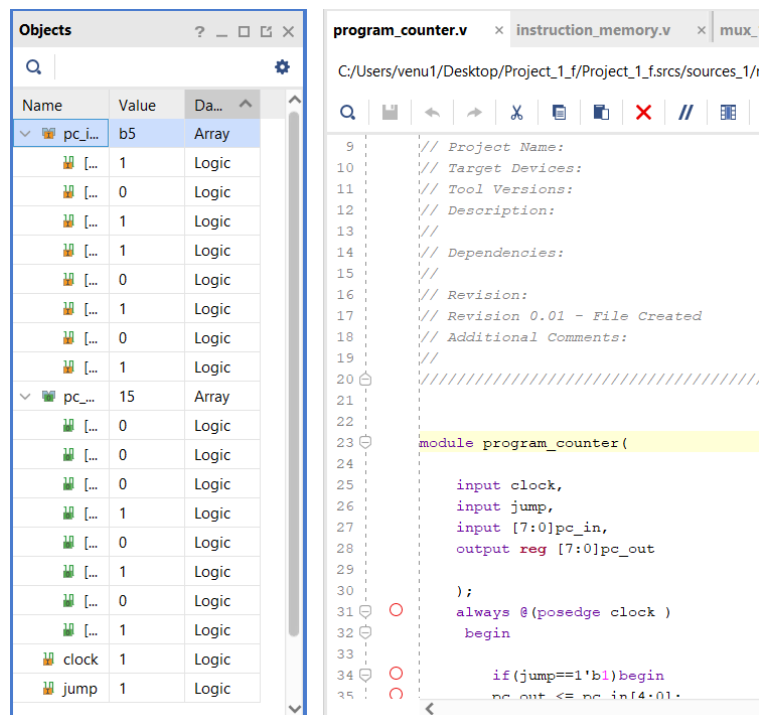 Objects
Name Value Da...
pc_i... b5 Array
[... 1 Logic
[... 0 Logic
[... 1 Logic
[... 1 Logic
[... 0 Logic
[... 1 Logic
[... 0 Logic
[... 1 Logic
pc_... 15 Array
[... 0 Logic
[... 0 Logic
[... 0 Logic
[... 1 Logic
[... 0 Logic
[... 1 Logic
[... 0 Logic
[... 1 Logic
clock 1 Logic
jump 1 Logic
program_counter.v × instruction_memory.v × mux_
C:/Users/venu1/Desktop/Project_1_f/Project_1_f.srcs/sources_1/
9 // Project Name:
10 // Target Devices:
11 // Tool Versions:
12 // Description:
13 //
14 // Dependencies:
15 //
16 // Revision:
17 // Revision 0.01 - File Created
18 // Additional Comments:
19 //
20 //////////////////////////////////////
21
22
23 module program_counter(
24
25 input clock,
26 input jump,
27 input [7:0]pc_in,
28 output reg [7:0]pc_out
29
30 );
31 always @(posedge clock )
32 begin
33
34 if(jump==1'b1)begin
35 pc_out <= pc_in[4:0];